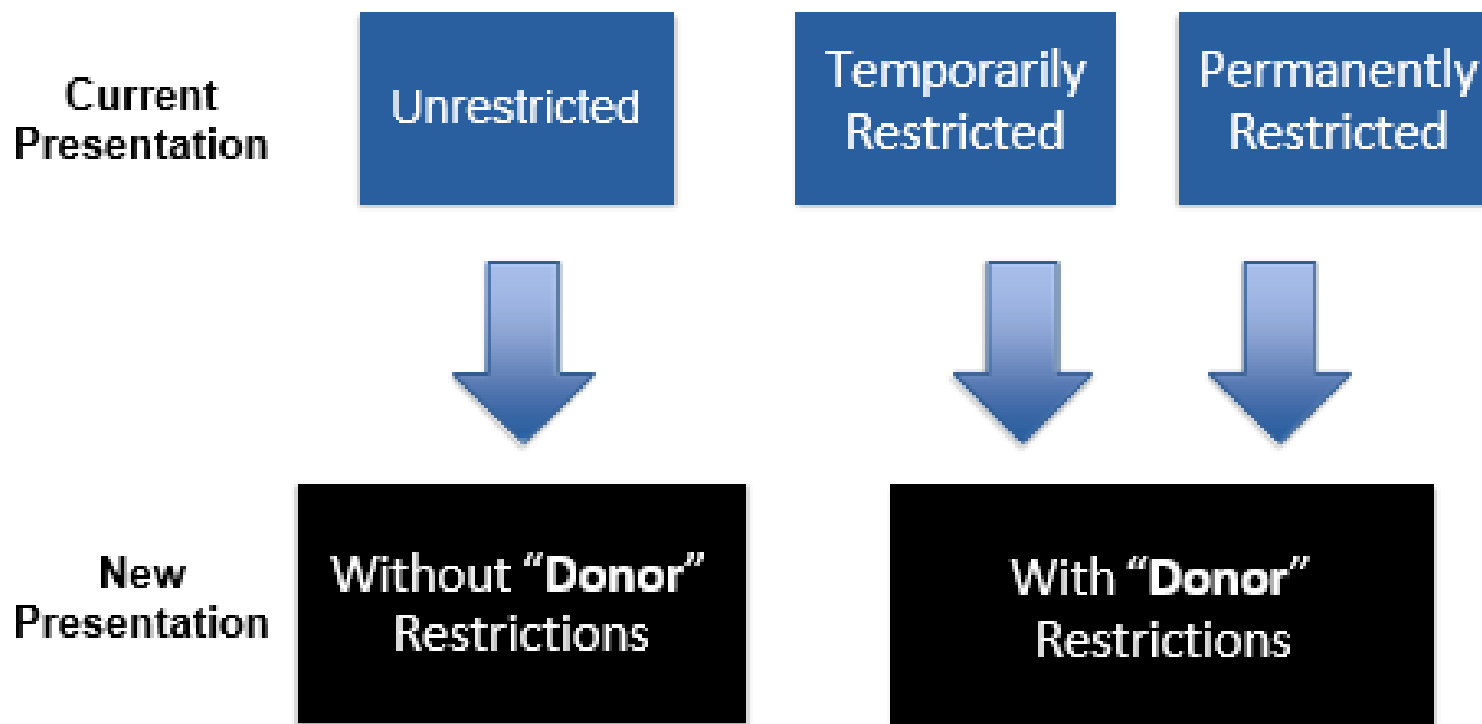 Current
Presentation
Unrestricted
Temporarily
Restricted
Permanently
Restricted
New
Presentation
Without “Donor”
Restrictions
With “Donor”
Restrictions